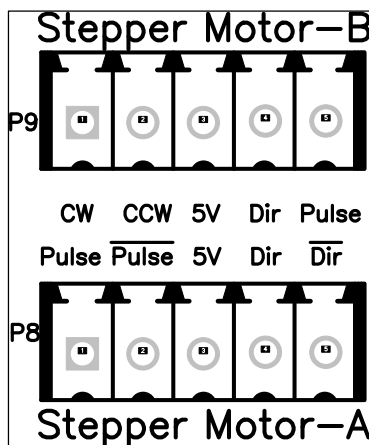 Stepper Motor-B
P9
1 2 3 4 5
CW CCW 5V Dir Pulse
Pulse Pulse 5V Dir Dir
P8
1 2 3 4 5
Stepper Motor-A